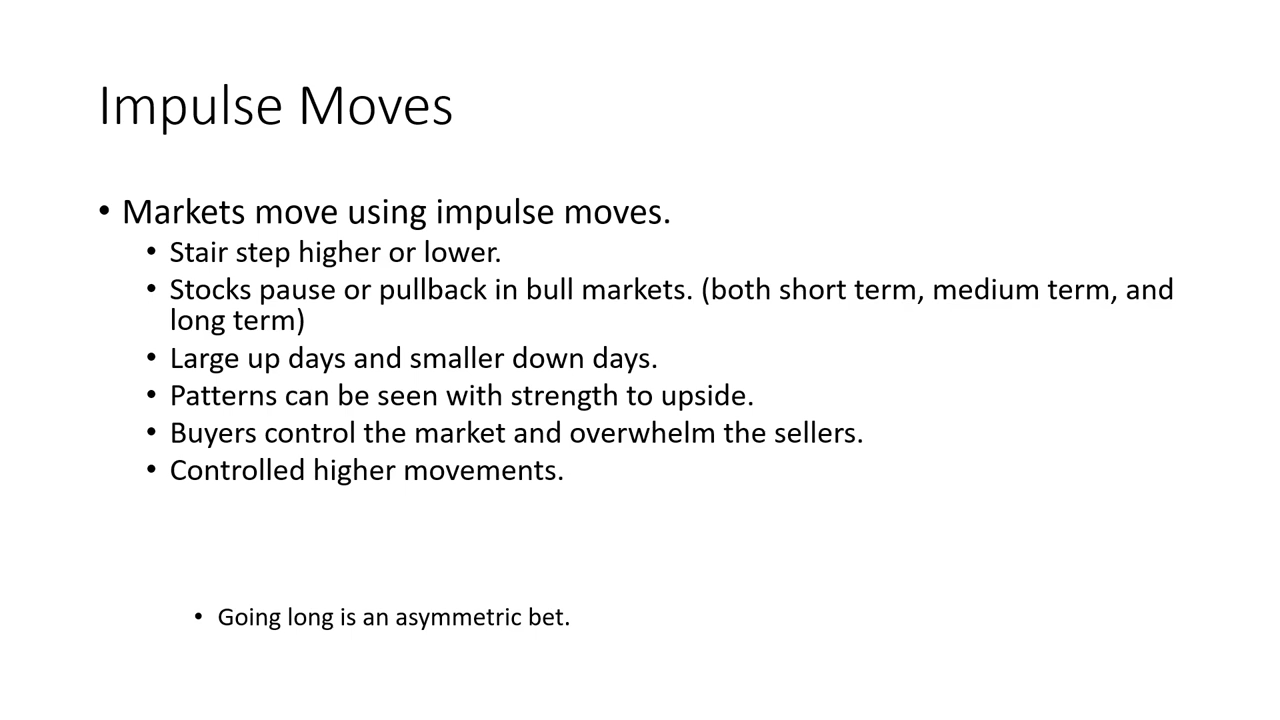 Impulse Moves
• Markets move using impulse moves.
• Stair step higher or lower.
• Stocks pause or pullback in bull markets. (both short term, medium term, and
long term)
• Large up days and smaller down days.
• Patterns can be seen with strength to upside.
• Buyers control the market and overwhelm the sellers.
• Controlled higher movements.
• Going long is an asymmetric bet.